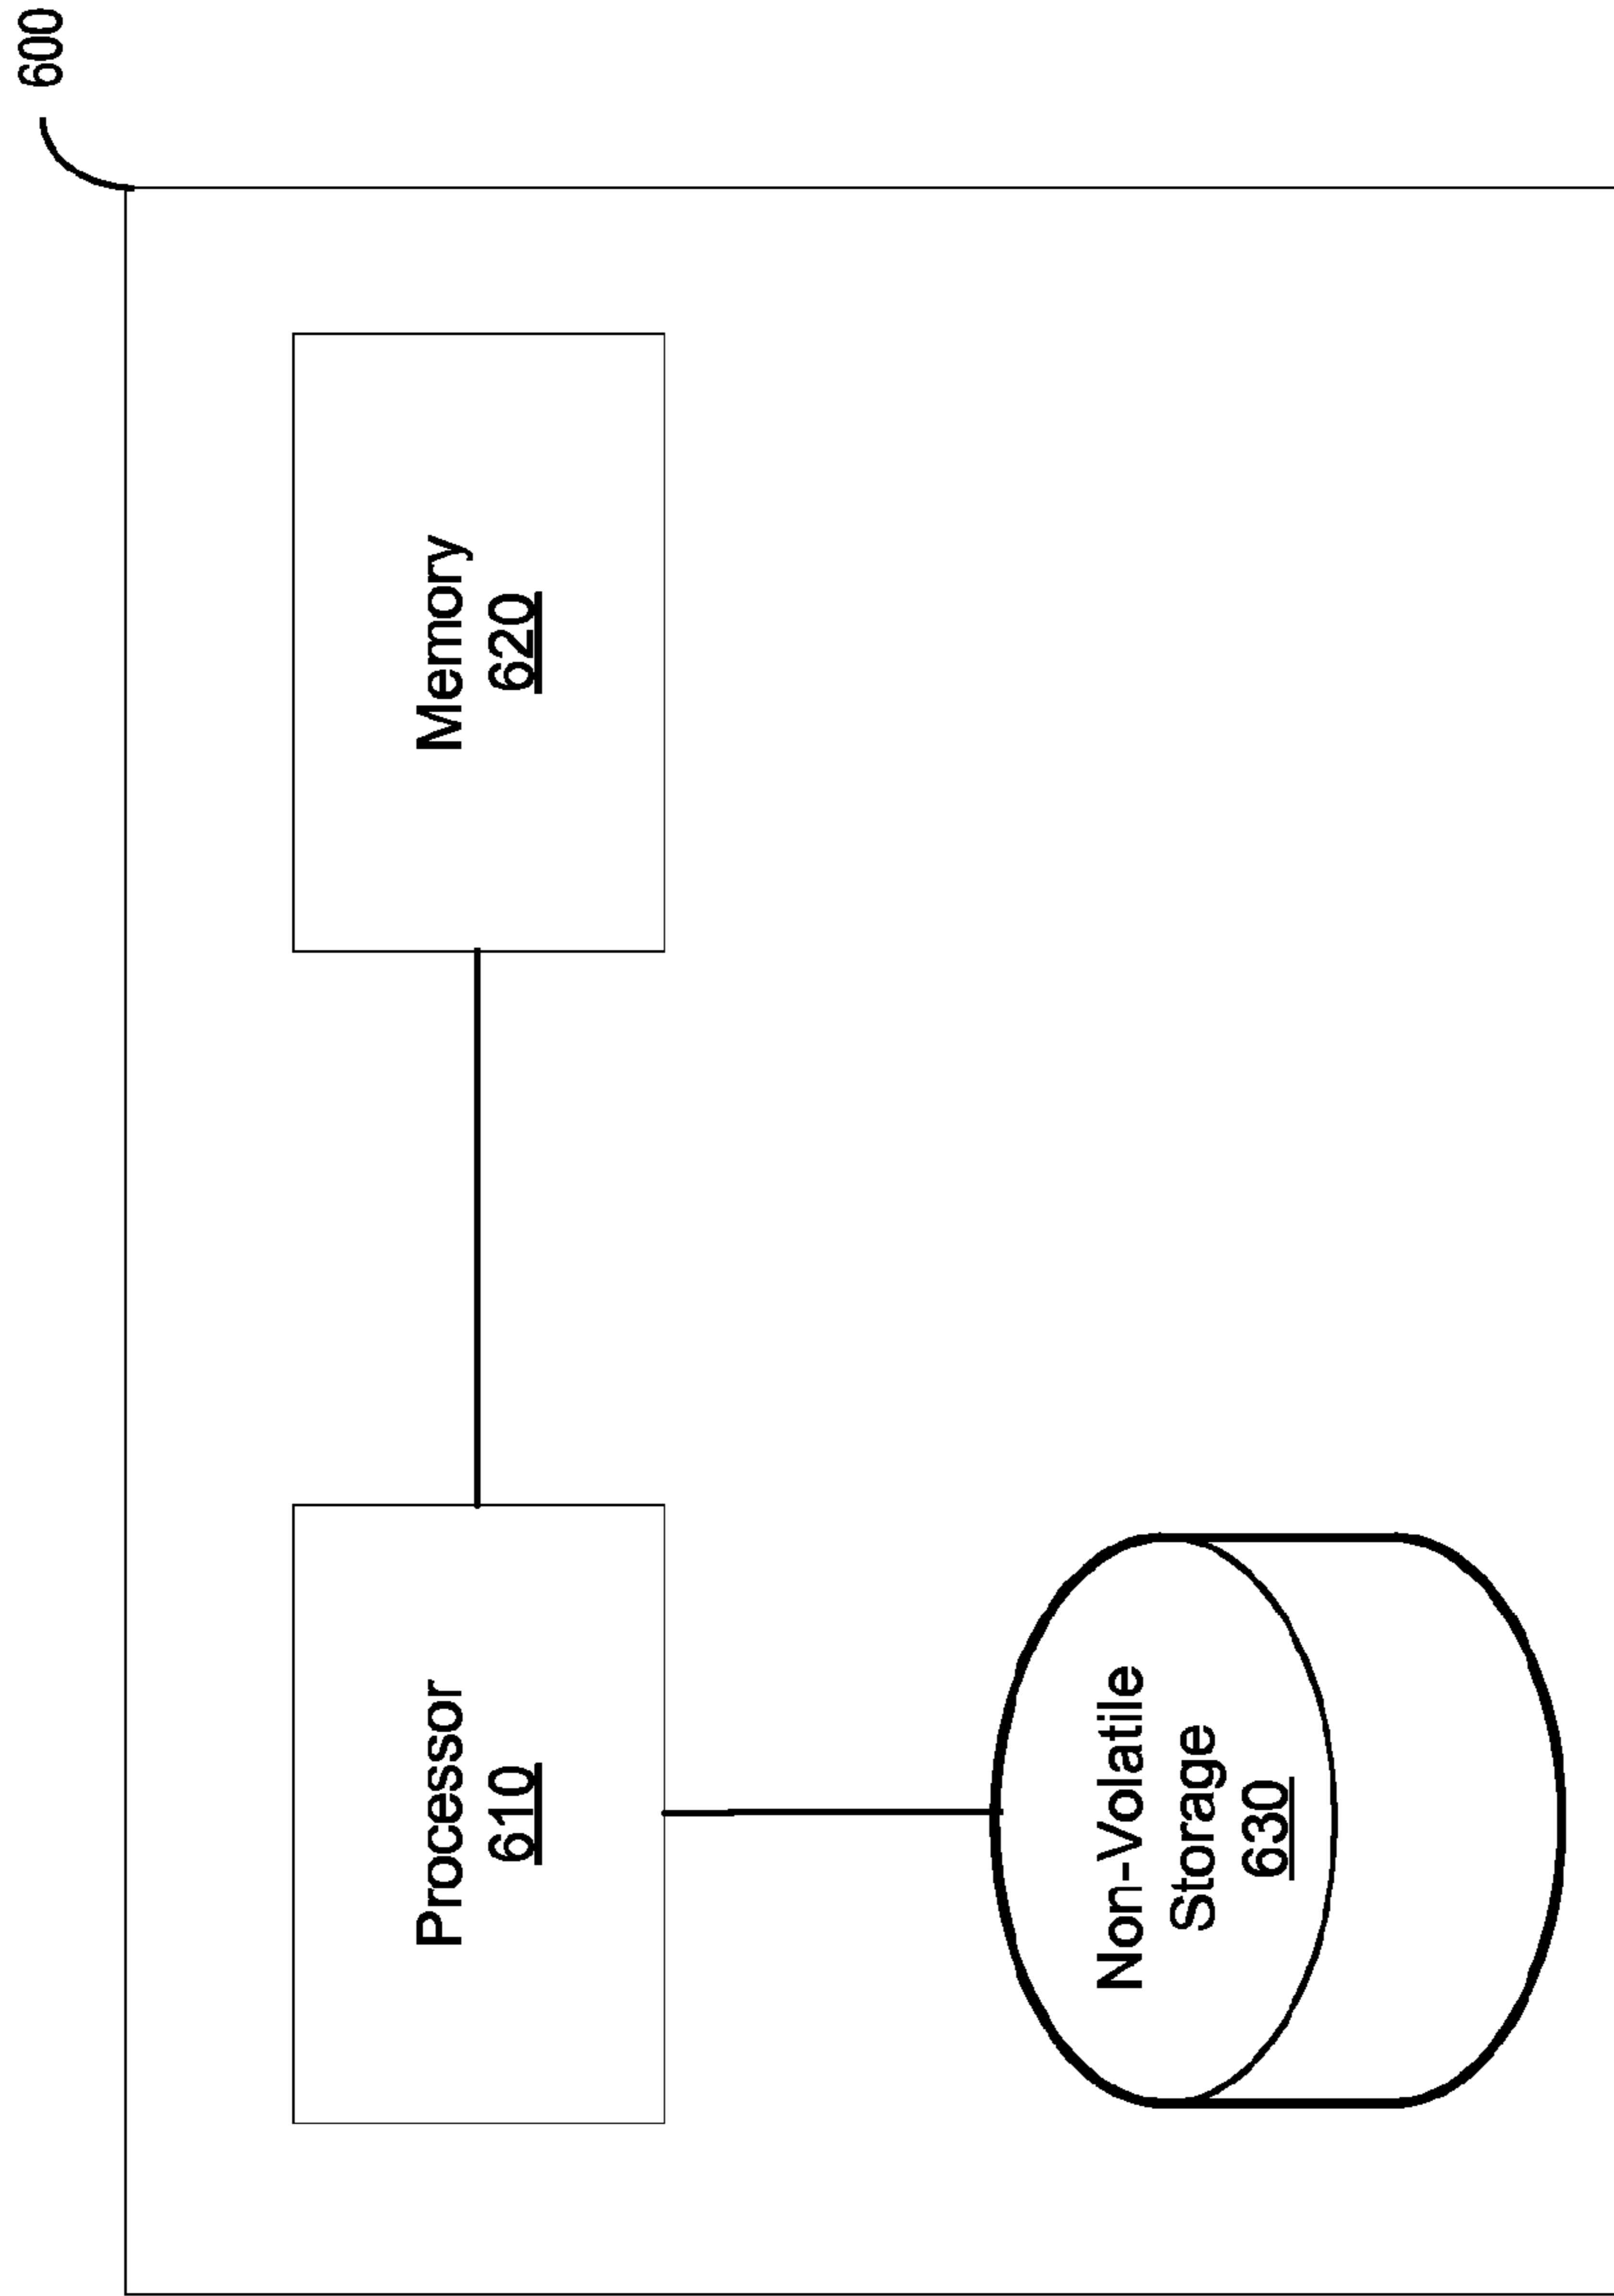 600
Processor
610
Memory
620
Non-Volatile
Storage
630